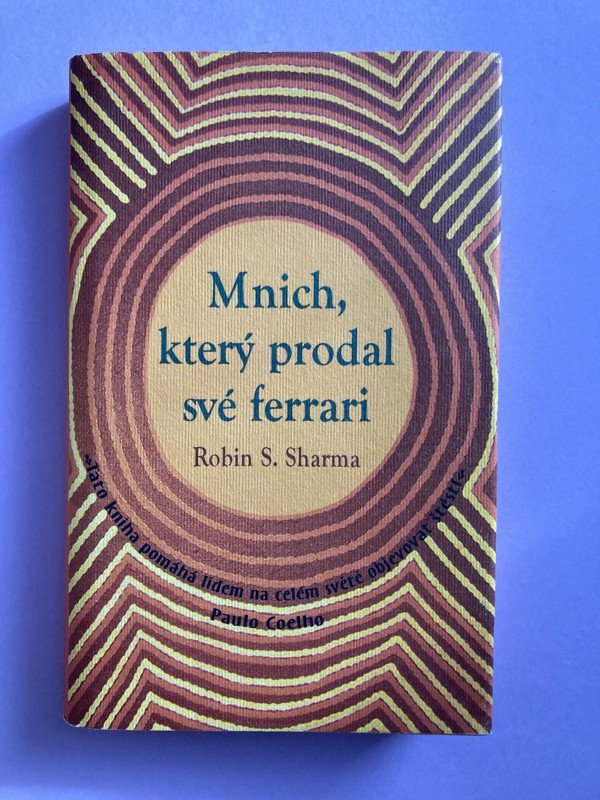 Mnich,
který prodal
své ferrari
Robin S. Sharma
»Tato kniha pomáhá lidem na celém světě objevovat štěstí«
Paulo Coelho